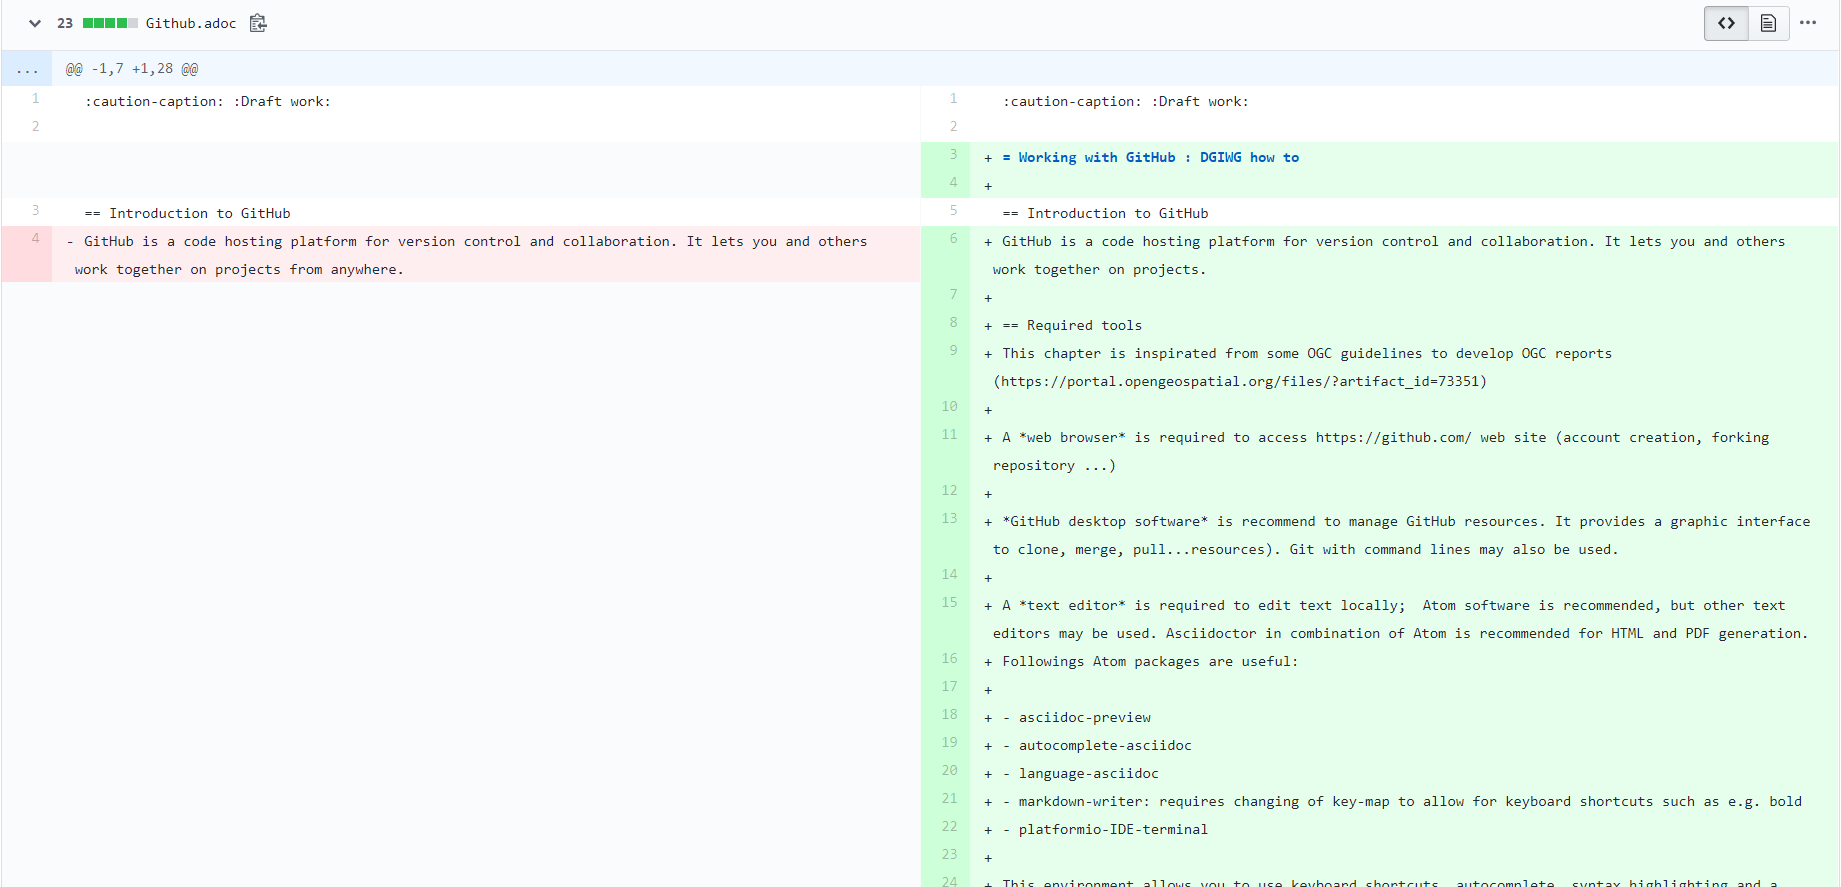 23 Github.adoc
... @@ -1,7 +1,28 @@
1 :caution-caption: :Draft work:
2
3 == Introduction to GitHub
4 - GitHub is a code hosting platform for version control and collaboration. It lets you and others
work together on projects from anywhere.
1 :caution-caption: :Draft work:
2
3 + = Working with GitHub : DGIWG how to
4 +
5 == Introduction to GitHub
6 + GitHub is a code hosting platform for version control and collaboration. It lets you and others
work together on projects.
7 +
8 + == Required tools
9 + This chapter is inspirated from some OGC guidelines to develop OGC reports
(https://portal.opengeospatial.org/files/?artifact_id=73351)
10 +
11 + A *web browser* is required to access https://github.com/ web site (account creation, forking
repository ...)
12 +
13 + *GitHub desktop software* is recommend to manage GitHub resources. It provides a graphic interface
to clone, merge, pull...resources). Git with command lines may also be used.
14 +
15 + A *text editor* is required to edit text locally;  Atom software is recommended, but other text
editors may be used. Asciidoctor in combination of Atom is recommended for HTML and PDF generation.
16 + Followings Atom packages are useful:
17 +
18 + - asciidoc-preview
19 + - autocomplete-asciidoc
20 + - language-asciidoc
21 + - markdown-writer: requires changing of key-map to allow for keyboard shortcuts such as e.g. bold
22 + - platformio-IDE-terminal
23 +
24 + This environment allows you to use keyboard shortcuts, autocomplete, syntax highlighting and a